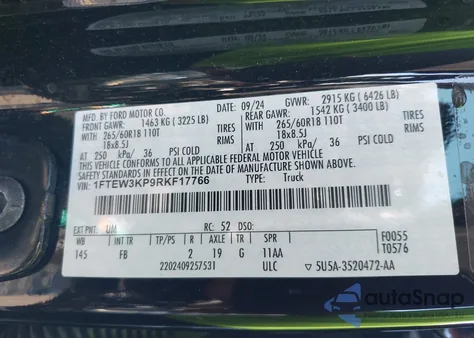 MFD. BY FORD MOTOR CO.
DATE: 09/24 GVWR: 2915 KG (6426 LB)
FRONT GAWR: 1463 KG (3225 LB) REAR GAWR: 1542 KG (3400 LB)
WITH 265/60R18 110T TIRES WITH 265/60R18 110T TIRES
18x8.5J RIMS 18x8.5J RIMS
AT 250 kPa/ 36 PSI COLD AT 250 kPa/ 36 PSI COLD
THIS VEHICLE CONFORMS TO ALL APPLICABLE FEDERAL MOTOR VEHICLE
SAFETY STANDARDS IN EFFECT ON THE DATE OF MANUFACTURE SHOWN ABOVE.
VIN: 1FTEW3KP9RKF17766 TYPE: Truck
EXT PNT: UM RC: 52 DSO: F0055
WB INT TR TP/PS R AXLE TR SPR T0576
145 FB 2 19 G 11AA
2202409257531 ULC 5U5A-3520472-AA
autoSnap